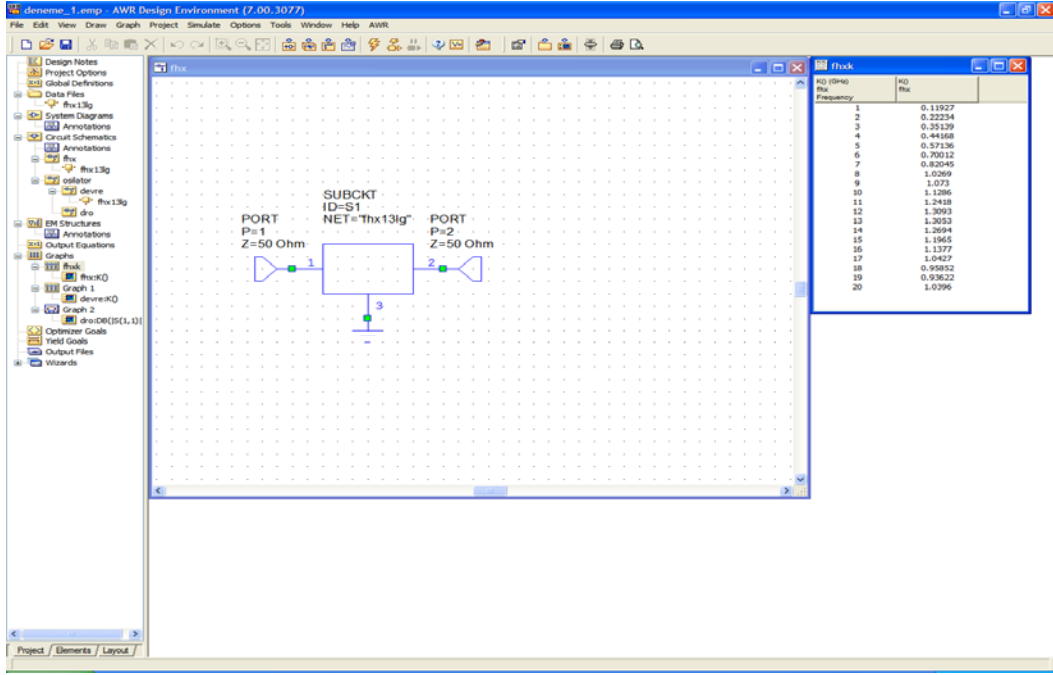 deneme_1.emp - AWR Design Environment (7.00.3077)
File Edit View Draw Graph Project Simulate Options Tools Window Help AWR
Design Notes
Project Options
Global Definitions
Data Files
fhx13lg
System Diagrams
Annotations
Circuit Schematics
Annotations
fhx
fhx13lg
osilator
devre
fhx13lg
dro
EM Structures
Annotations
Output Equations
Graphs
fhxk
fhx:K()
Graph 1
devre:K()
Graph 2
dro:DB(|S(1,1)|
Optimizer Goals
Yield Goals
Output Files
Wizards
Project Elements Layout
fhx
SUBCKT
ID=S1
NET="fhx13lg"
PORT
P=1
Z=50 Ohm
PORT
P=2
Z=50 Ohm
1
2
3
fhxk
K() (GHz) K()
fhx fhx
Frequency
1 0.11927
2 0.22234
3 0.35139
4 0.44168
5 0.57136
6 0.70012
7 0.82045
8 1.0269
9 1.073
10 1.1286
11 1.2418
12 1.3093
13 1.3053
14 1.2694
15 1.1965
16 1.1377
17 1.0427
18 0.95852
19 0.93622
20 1.0396